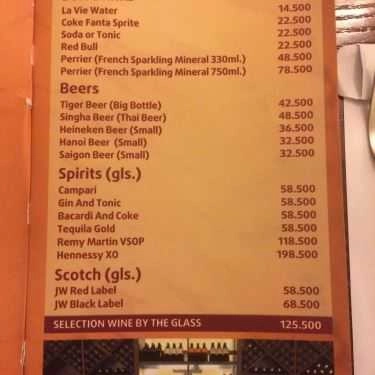 La Vie Water 14.500
Coke Fanta Sprite 22.500
Soda or Tonic 22.500
Red Bull 22.500
Perrier (French Sparkling Mineral 330ml.) 48.500
Perrier (French Sparkling Mineral 750ml.) 78.500
Beers
Tiger Beer (Big Bottle) 42.500
Singha Beer (Thai Beer) 48.500
Heineken Beer (Small) 36.500
Hanoi Beer (Small) 32.500
Saigon Beer (Small) 32.500
Spirits (gls.)
Campari 58.500
Gin And Tonic 58.500
Bacardi And Coke 58.500
Tequila Gold 58.500
Remy Martin VSOP 118.500
Hennessy XO 198.500
Scotch (gls.)
JW Red Label 58.500
JW Black Label 68.500
SELECTION WINE BY THE GLASS 125.500